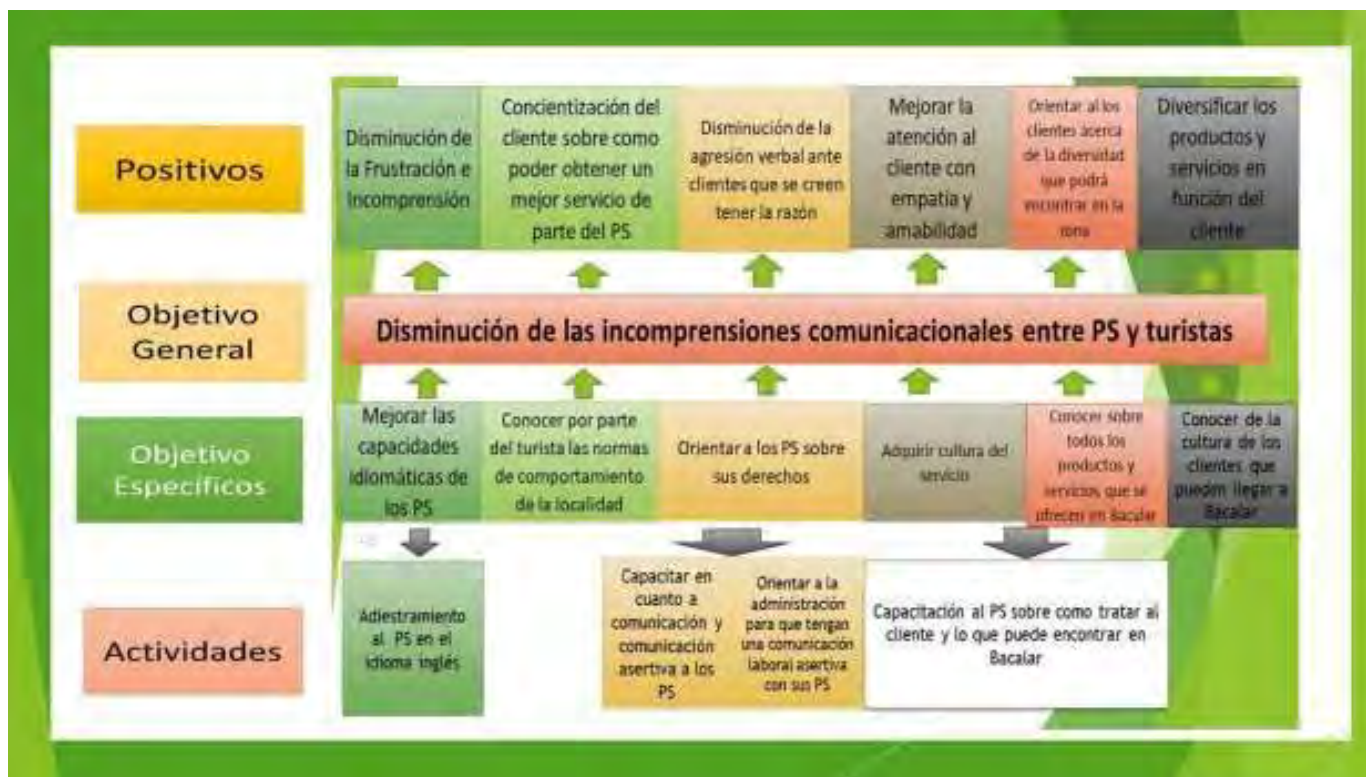 Positivos
Disminución de
la Frustración e
Incomprensión
Concientización del
cliente sobre como
poder obtener un
mejor servicio de
parte del PS
Disminución de la
agresión verbal ante
clientes que se creen
tener la razón
Mejorar la
atención al
cliente con
empatía y
amabilidad
Orientar al los
clientes acerca
de la diversidad
que podrá
encontrar en la
zona
Diversificar los
productos y
servicios en
función del
cliente
Objetivo
General
Disminución de las incomprensiones comunicacionales entre PS y turistas
Objetivo
Específicos
Mejorar las
capacidades
idiomáticas de
los PS
Conocer por parte
del turista las normas
de comportamiento
de la localidad
Orientar a los PS sobre
sus derechos
Adquirir cultura del
servicio
Conocer sobre
todos los
productos y
servicios que se
ofrecen en Bacalar
Conocer de la
cultura de los
clientes que
pueden llegar a
Bacalar
Actividades
Adiestramiento
al PS en el
idioma inglés
Capacitar en
cuanto a
comunicación y
comunicación
asertiva a los
PS
Orientar a la
administración
para que tengan
una comunicación
laboral asertiva
con sus PS
Capacitación al PS sobre como tratar al
cliente y lo que puede encontrar en
Bacalar